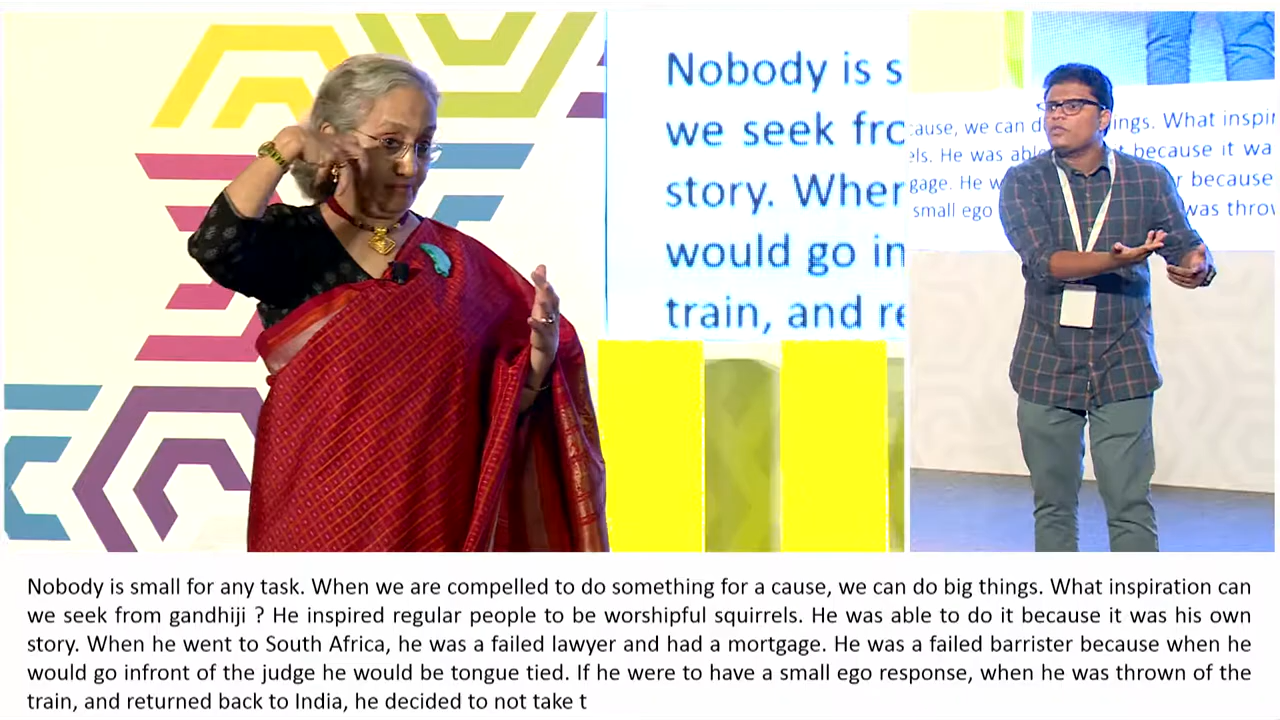 Nobody is s
we seek fro
story. When
would go in
train, and re
cause, we can d ings. What inspir
els. He was able t because it wa
gage. He w r because
small ego was throw
Nobody is small for any task. When we are compelled to do something for a cause, we can do big things. What inspiration can
we seek from gandhiji ? He inspired regular people to be worshipful squirrels. He was able to do it because it was his own
story. When he went to South Africa, he was a failed lawyer and had a mortgage. He was a failed barrister because when he
would go infront of the judge he would be tongue tied. If he were to have a small ego response, when he was thrown of the
train, and returned back to India, he decided to not take t